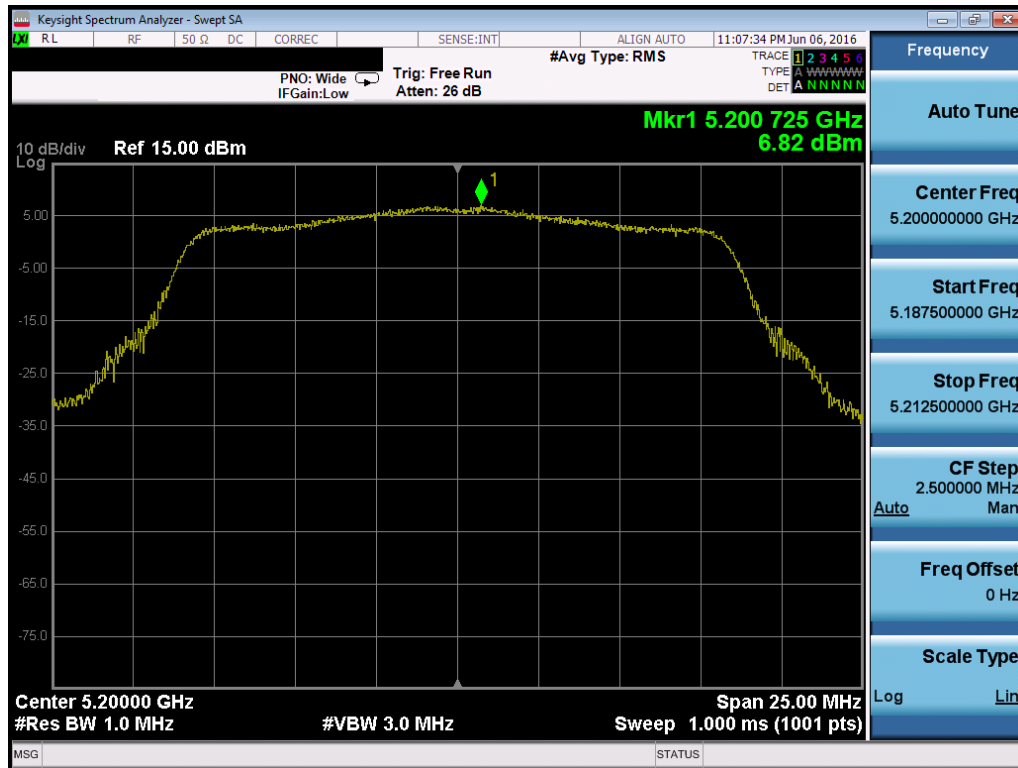 Keysight Spectrum Analyzer - Swept SA
LXI RL RF 50 Ω DC CORREC SENSE:INT ALIGN AUTO 11:07:34 PM Jun 06, 2016
Frequency
#Avg Type: RMS
TRACE 1 2 3 4 5 6
PNO: Wide Trig: Free Run TYPE A WWWWW
IFGain:Low Atten: 26 dB DET A N N N N N
Auto Tune
Mkr1 5.200 725 GHz
6.82 dBm
10 dB/div Ref 15.00 dBm
Log
1
5.00
-5.00
-15.0
-25.0
-35.0
-45.0
-55.0
-65.0
-75.0
Center Freq
5.200000000 GHz
Start Freq
5.187500000 GHz
Stop Freq
5.212500000 GHz
CF Step
2.500000 MHz
Auto Man
Freq Offset
0 Hz
Scale Type
Log Lin
Center 5.20000 GHz Span 25.00 MHz
#Res BW 1.0 MHz #VBW 3.0 MHz Sweep 1.000 ms (1001 pts)
MSG STATUS